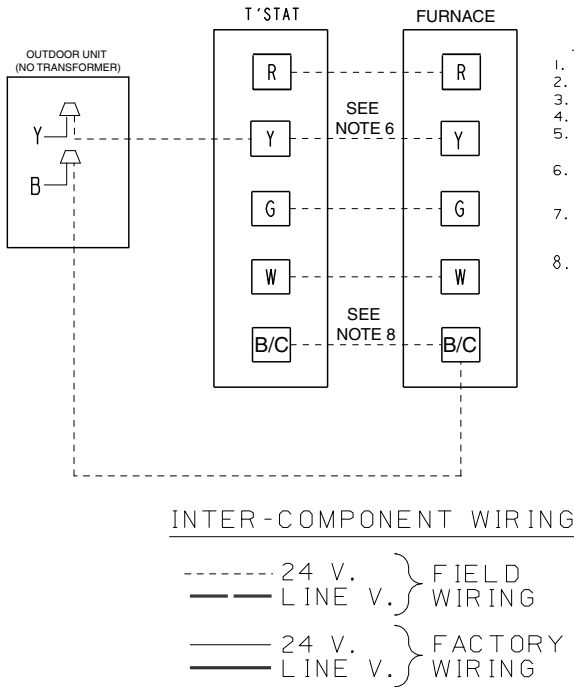 T'STAT
FURNACE
OUTDOOR UNIT
(NO TRANSFORMER)
Y
B
R
R
SEE
NOTE 6
Y
Y
G
G
W
W
SEE
NOTE 8
B/C
B/C
1.
2.
3.
4.
5.
6.
7.
8.
INTER-COMPONENT WIRING
24 V.
LINE V.
FIELD
WIRING
24 V.
LINE V.
FACTORY
WIRING